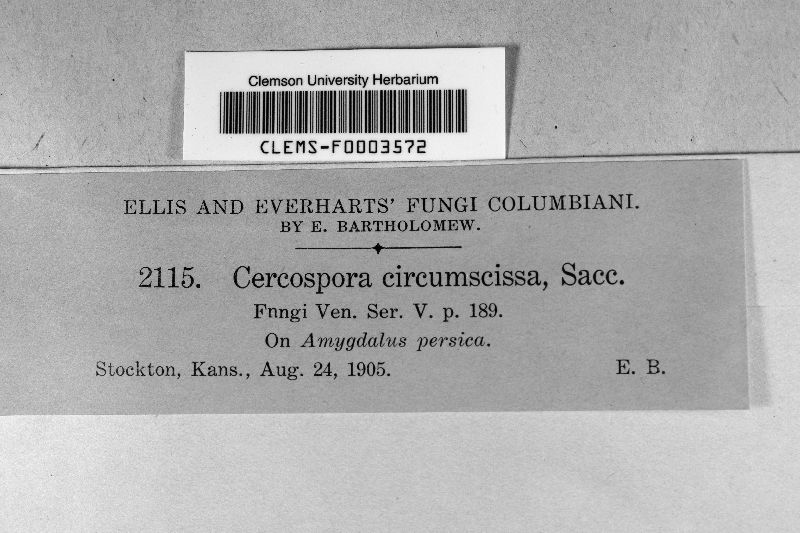 Clemson University Herbarium
CLEMS-F0003572
ELLIS AND EVERHARTS' FUNGI COLUMBIANI.
BY E. BARTHOLOMEW.
2115. Cercospora circumscissa, Sacc.
Fnngi Ven. Ser. V. p. 189.
On Amygdalus persica.
Stockton, Kans., Aug. 24, 1905. E. B.